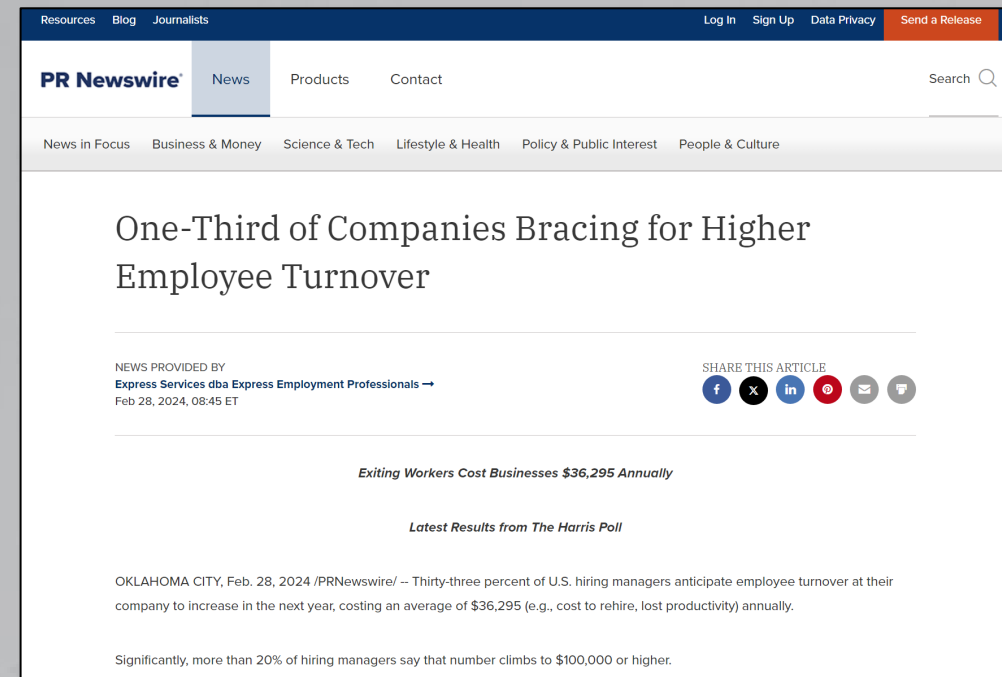 Resources Blog Journalists Log In Sign Up Data Privacy Send a Release
PR Newswire® News Products Contact Search
News in Focus Business & Money Science & Tech Lifestyle & Health Policy & Public Interest People & Culture
One-Third of Companies Bracing for Higher
Employee Turnover
NEWS PROVIDED BY
Express Services dba Express Employment Professionals →
Feb 28, 2024, 08:45 ET
SHARE THIS ARTICLE
Exiting Workers Cost Businesses $36,295 Annually
Latest Results from The Harris Poll
OKLAHOMA CITY, Feb. 28, 2024 /PRNewswire/ -- Thirty-three percent of U.S. hiring managers anticipate employee turnover at their
company to increase in the next year, costing an average of $36,295 (e.g., cost to rehire, lost productivity) annually.
Significantly, more than 20% of hiring managers say that number climbs to $100,000 or higher.